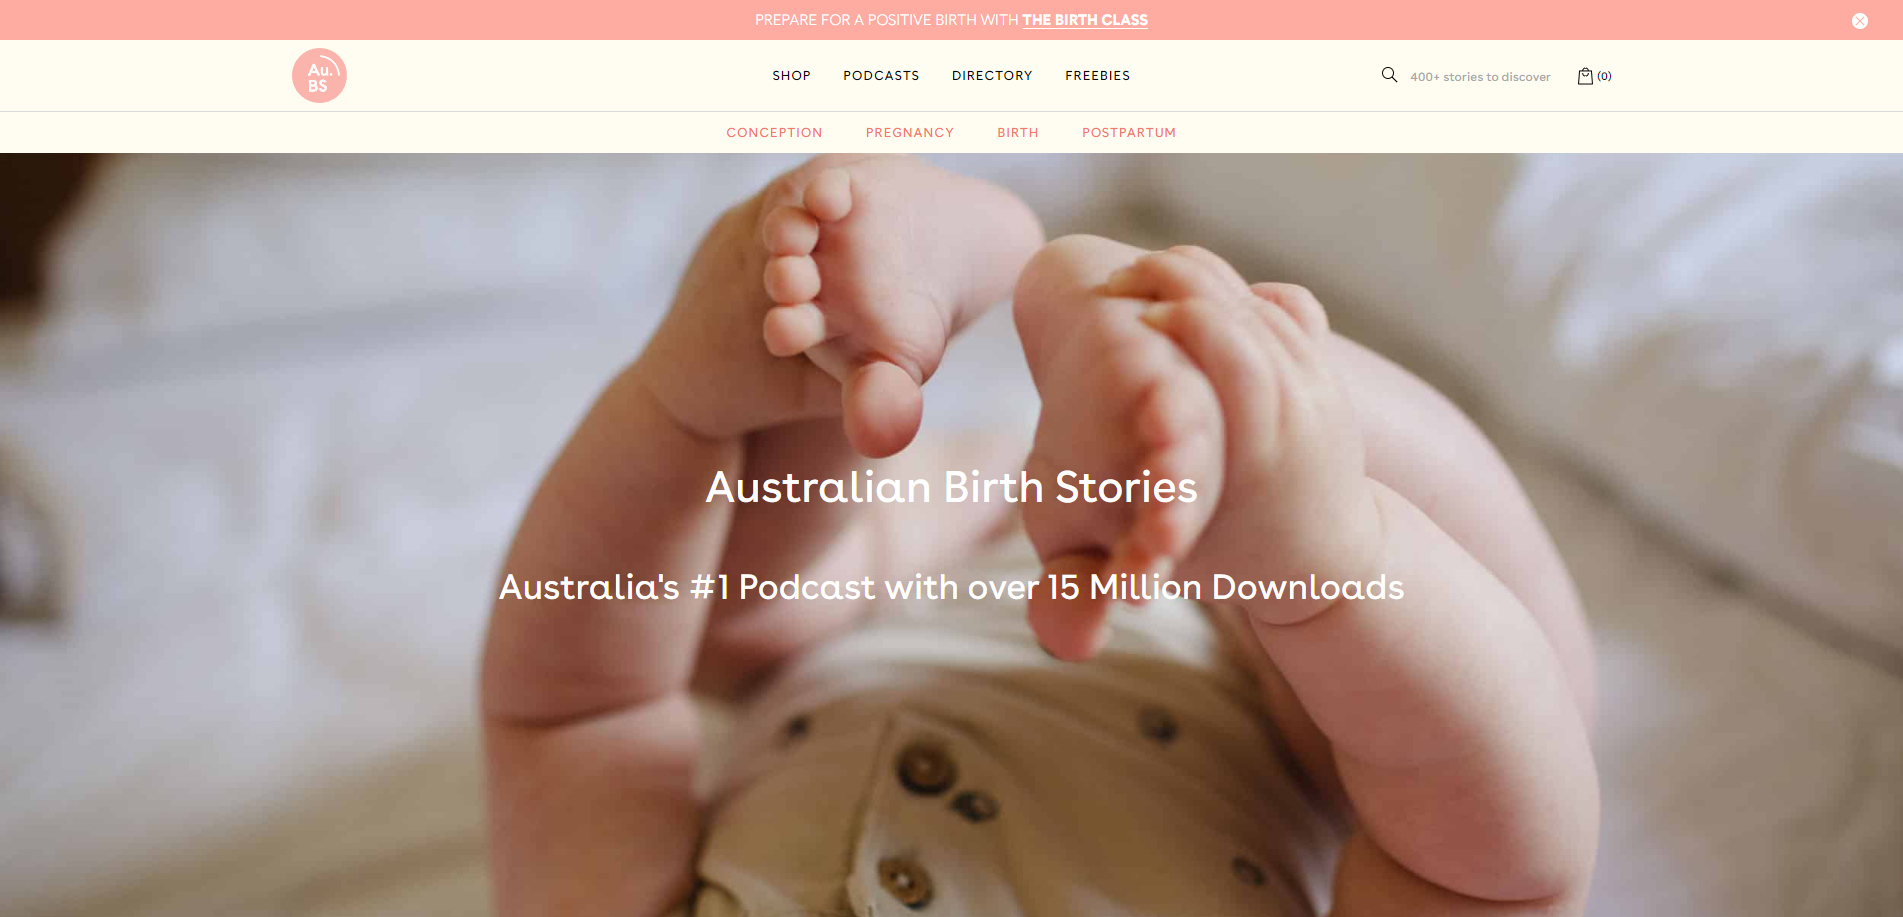 PREPARE FOR A POSITIVE BIRTH WITH THE BIRTH CLASS
Au.
BS
SHOP PODCASTS DIRECTORY FREEBIES
400+ stories to discover
(0)
CONCEPTION PREGNANCY BIRTH POSTPARTUM
Australian Birth Stories
Australia's #1 Podcast with over 15 Million Downloads